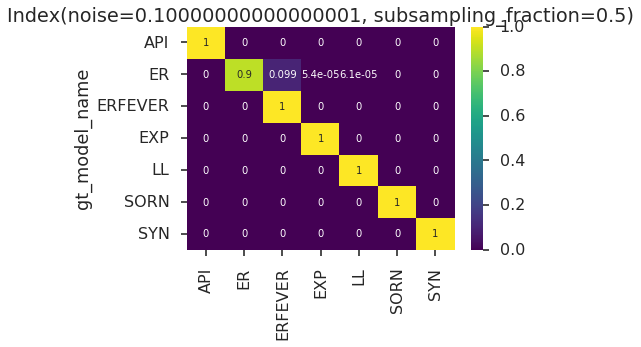 Index(noise=0.10000000000000001, subsampling_fraction=0.5)
gt_model_name
API 1 0 0 0 0 0 0
ER 0 0.9 0.099 5.4e-05 6.1e-05 0 0
ERFEVER 0 0 1 0 0 0 0
EXP 0 0 0 1 0 0 0
LL 0 0 0 0 1 0 0
SORN 0 0 0 0 0 1 0
SYN 0 0 0 0 0 0 1
API ER ERFEVER EXP LL SORN SYN
1.0
0.8
0.6
0.4
0.2
0.0